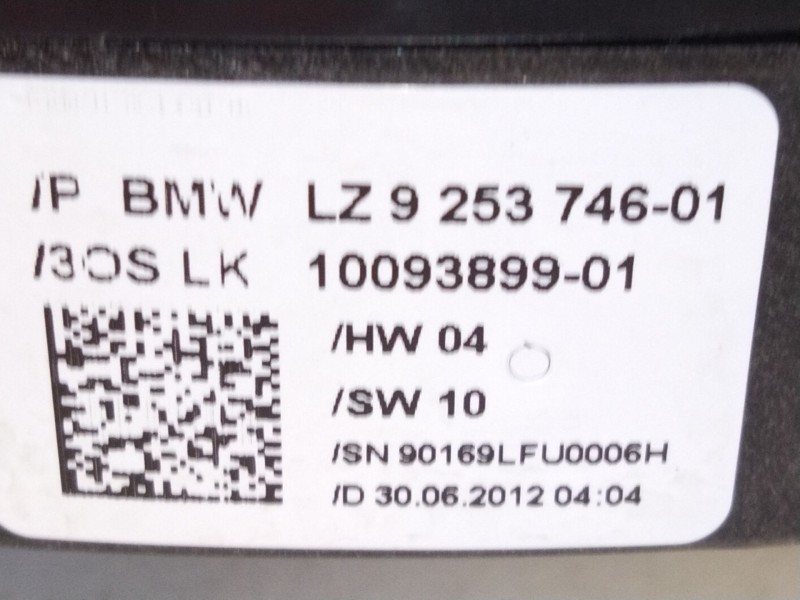 /P BMW LZ 9 253 746-01
/3OS LK 10093899-01
/HW 04
/SW 10
/SN 90169LFU0006H
/D 30.06.2012 04:04